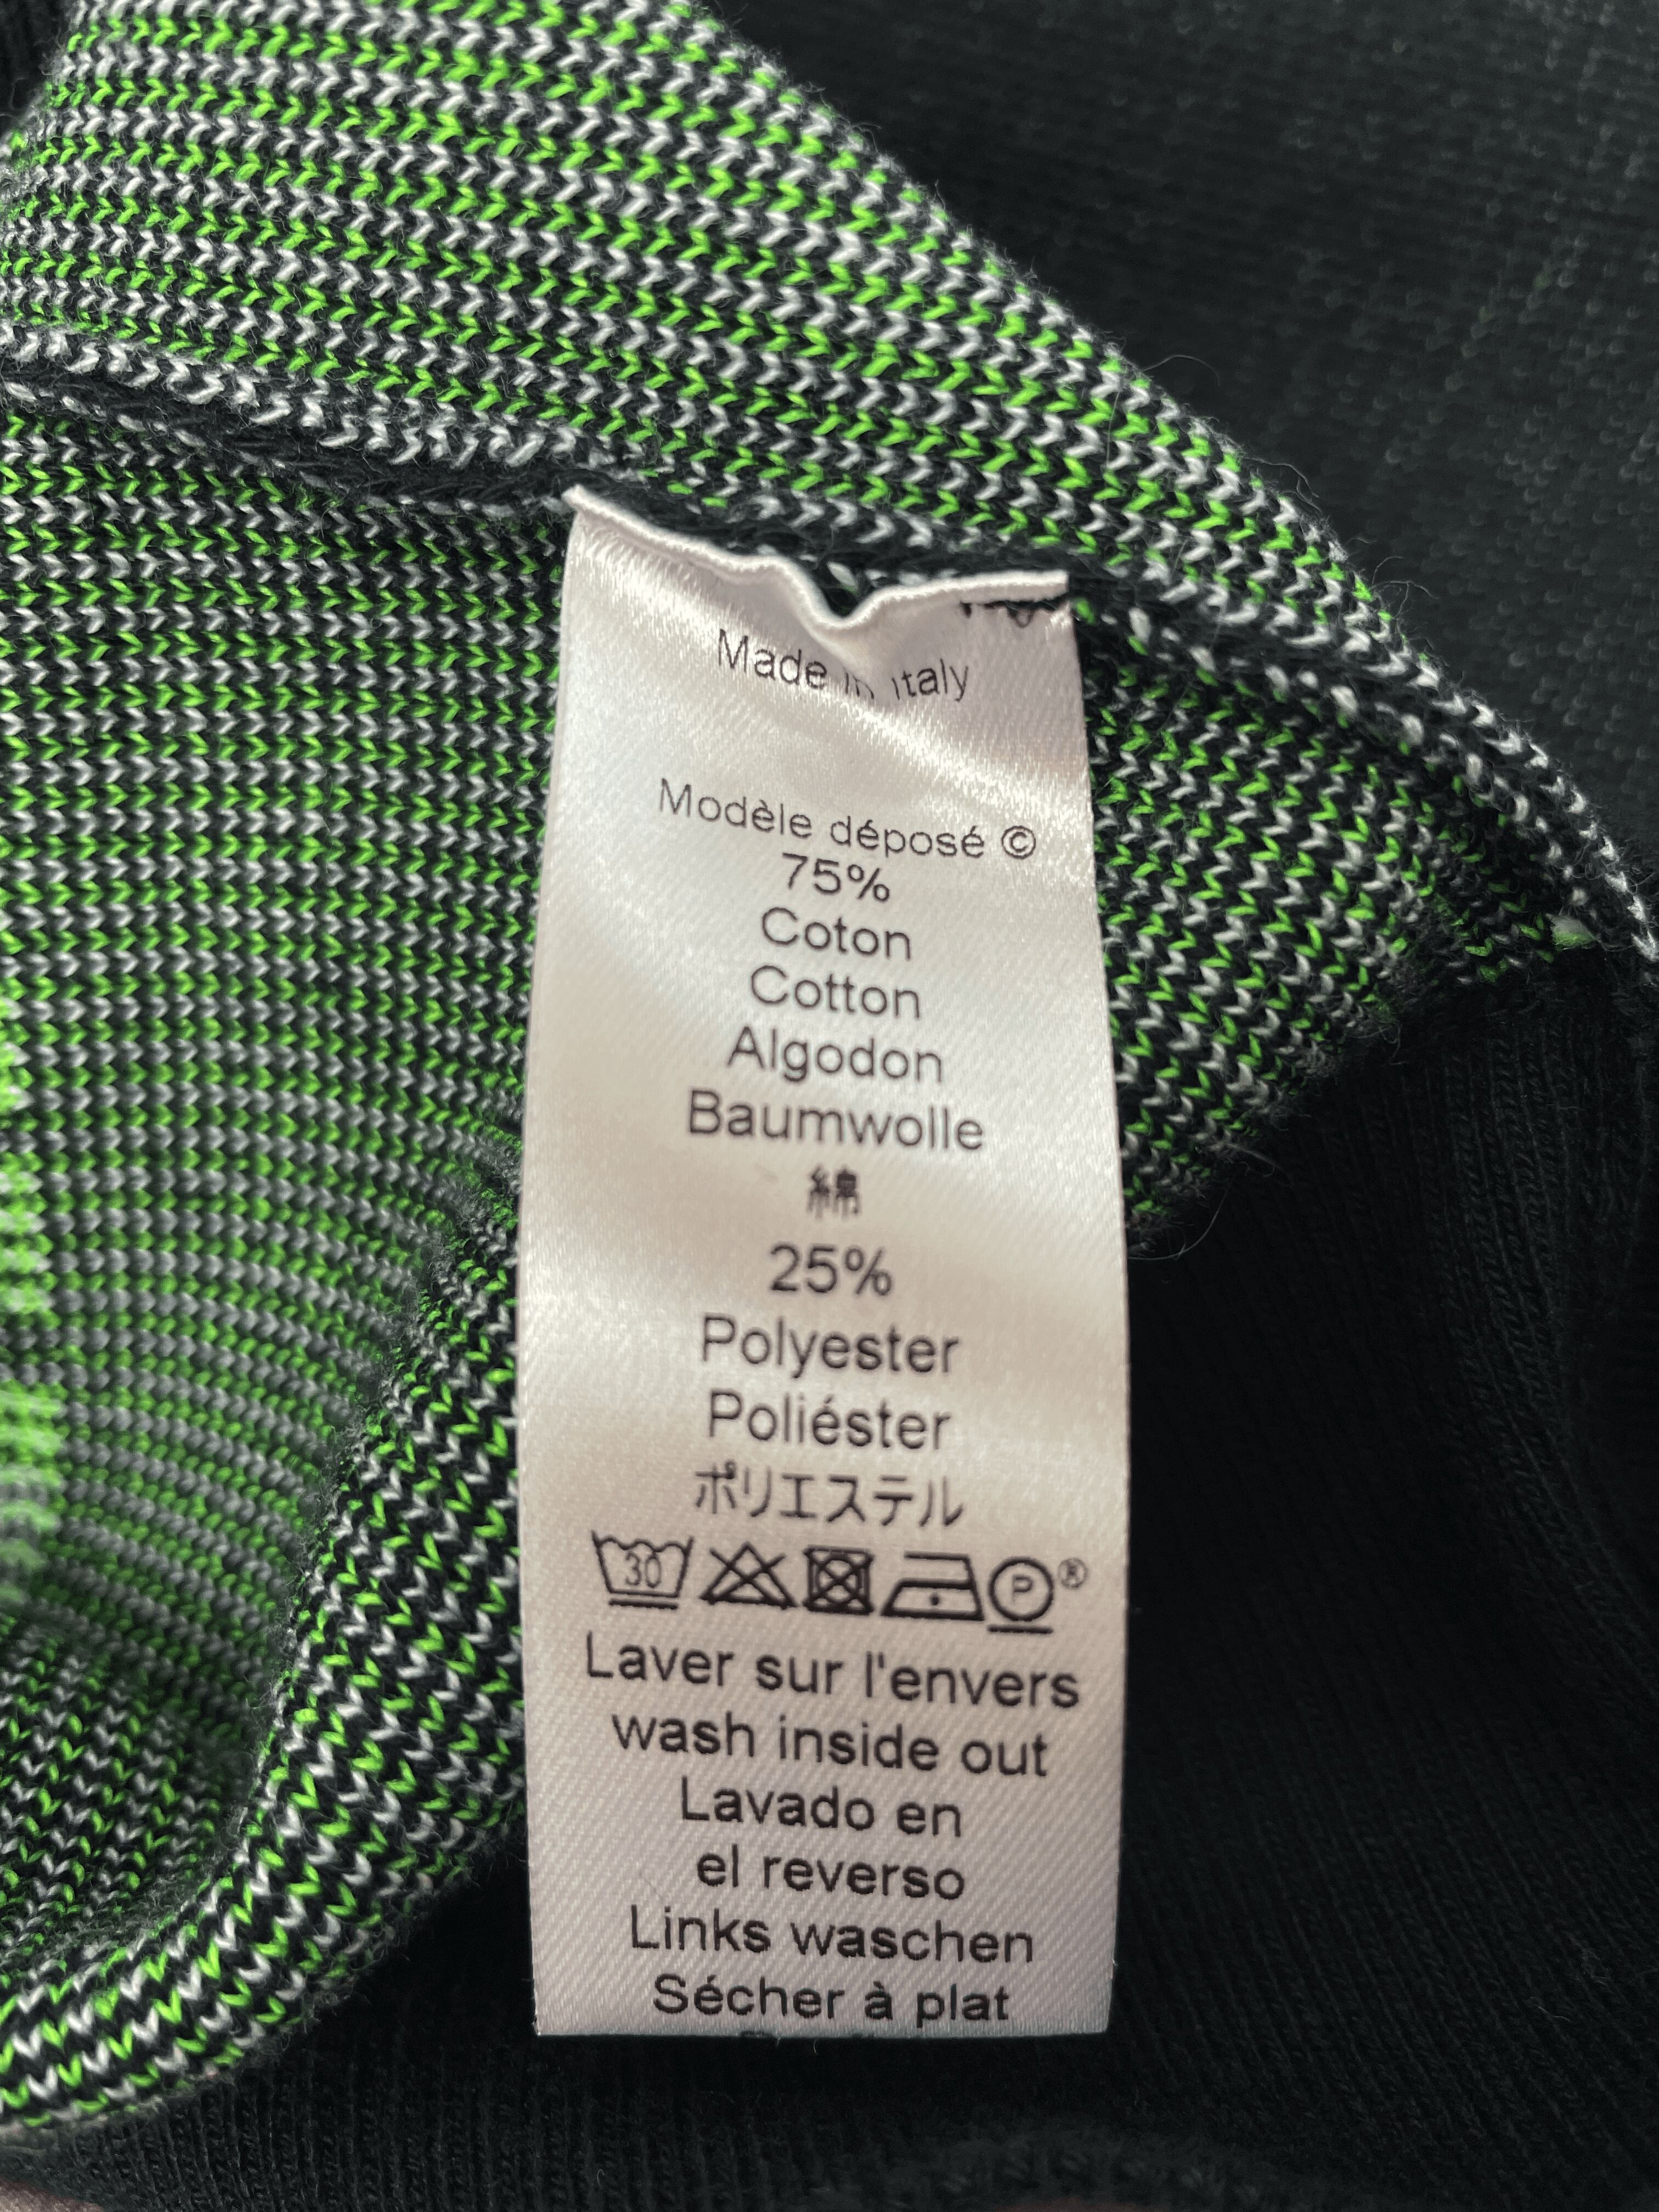 Made in Italy
Modèle déposé ©
75%
Coton
Cotton
Algodon
Baumwolle
綿
25%
Polyester
Poliéster
ポリエステル
30 P ®
Laver sur l'envers
wash inside out
Lavado en
el reverso
Links waschen
Sécher à plat